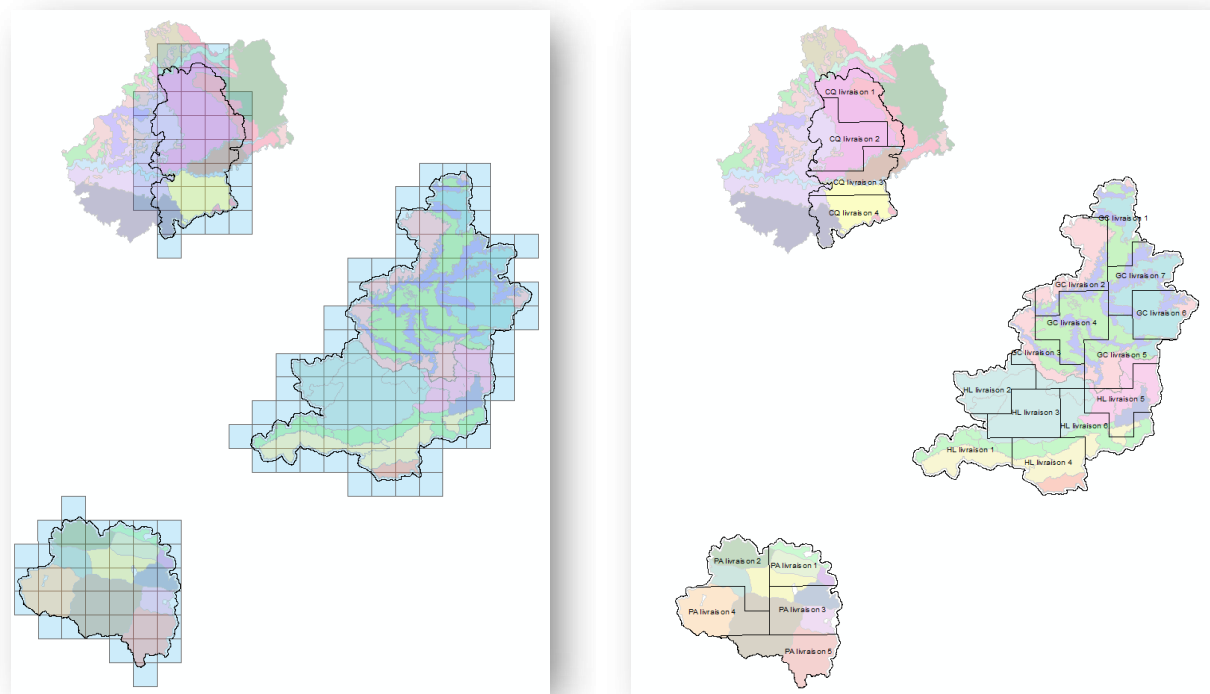 CQ livraison 1
CQ livraison 2
CQ livraison 3
CQ livraison 4
GC livraison 1
GC livraison 7
GC livraison 2
GC livraison 6
GC livraison 4
GC livraison 3
GC livraison 5
HL livraison 2
HL livraison 5
HL livraison 3
HL livraison 6
HL livraison 1
HL livraison 4
PA livraison 2
PA livraison 1
PA livraison 4
PA livraison 3
PA livraison 5